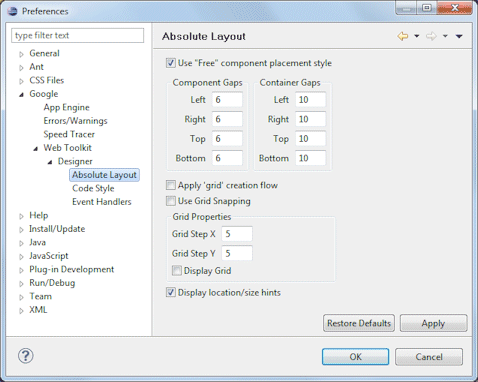 Preferences
type filter text
General
Ant
CSS Files
Google
App Engine
Errors/Warnings
Speed Tracer
Web Toolkit
Designer
Absolute Layout
Code Style
Event Handlers
Help
Install/Update
Java
JavaScript
Plug-in Development
Run/Debug
Team
XML
Absolute Layout
Use "Free" component placement style
Component Gaps
Left 6
Right 6
Top 6
Bottom 6
Container Gaps
Left 10
Right 10
Top 10
Bottom 10
Apply 'grid' creation flow
Use Grid Snapping
Grid Properties
Grid Step X 5
Grid Step Y 5
Display Grid
Display location/size hints
Restore Defaults Apply
? OK Cancel